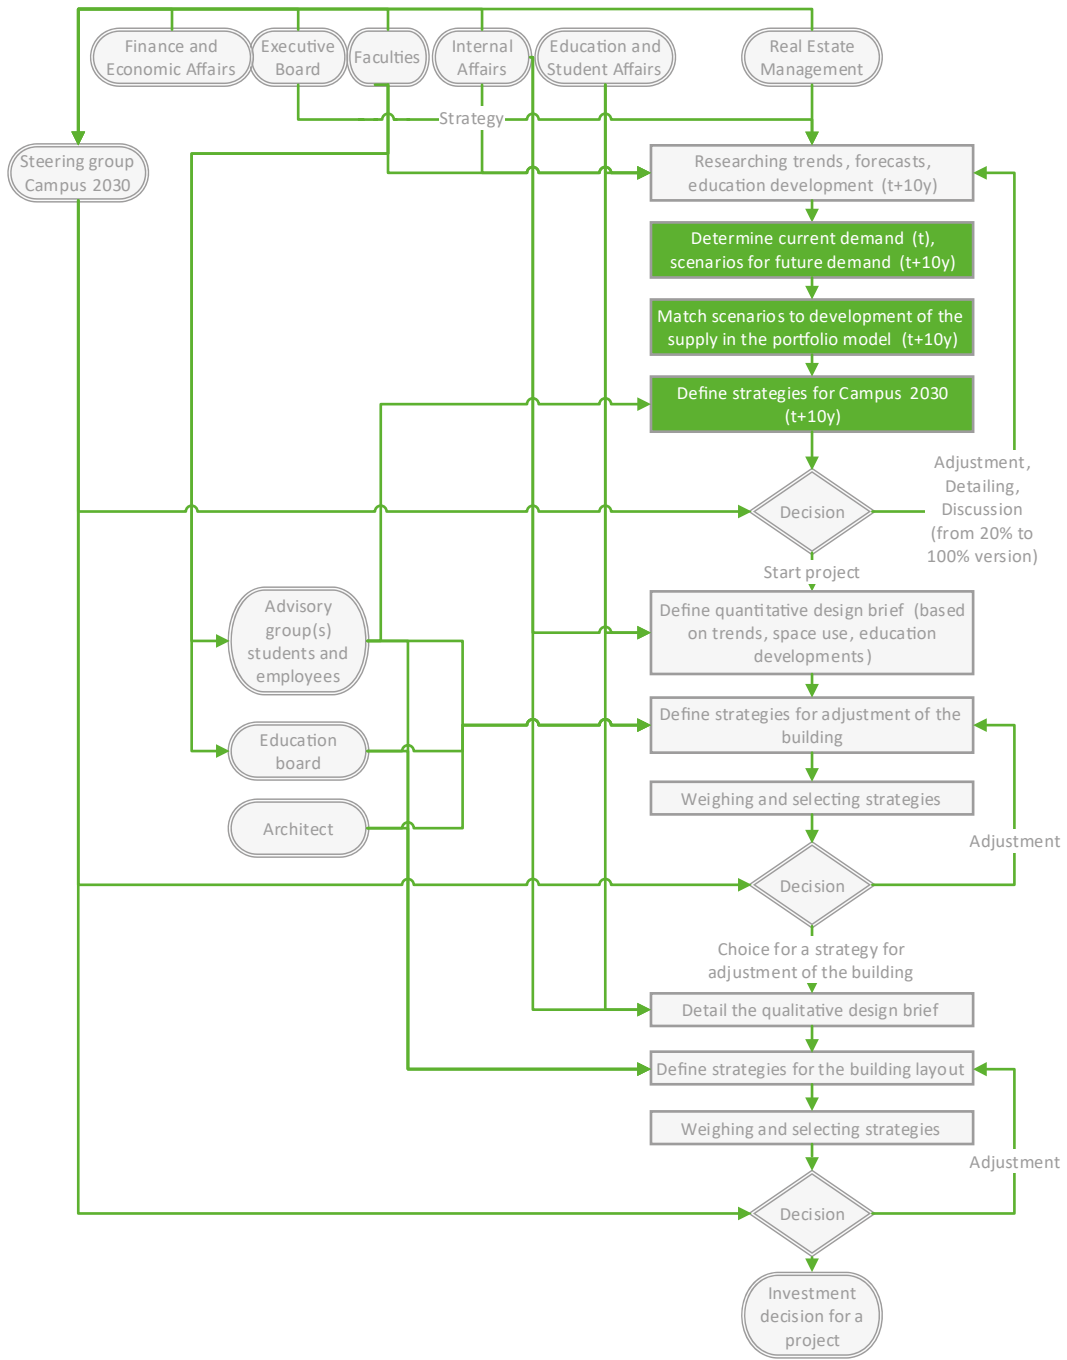 Finance and
Economic Affairs
Executive
Board
Faculties
Internal
Affairs
Education and
Student Affairs
Real Estate
Management
Strategy
Steering group
Campus 2030
Researching trends, forecasts,
education development (t+10y)
Determine current demand (t),
scenarios for future demand (t+10y)
Match scenarios to development of the
supply in the portfolio model (t+10y)
Define strategies for Campus 2030
(t+10y)
Adjustment,
Detailing,
Discussion
(from 20% to
100% version)
Decision
Start project
Advisory
group(s)
students and
employees
Define quantitative design brief (based
on trends, space use, education
developments)
Define strategies for adjustment of the
building
Education
board
Weighing and selecting strategies
Architect
Adjustment
Decision
Choice for a strategy for
adjustment of the building
Detail the qualitative design brief
Define strategies for the building layout
Weighing and selecting strategies
Adjustment
Decision
Investment
decision for a
project